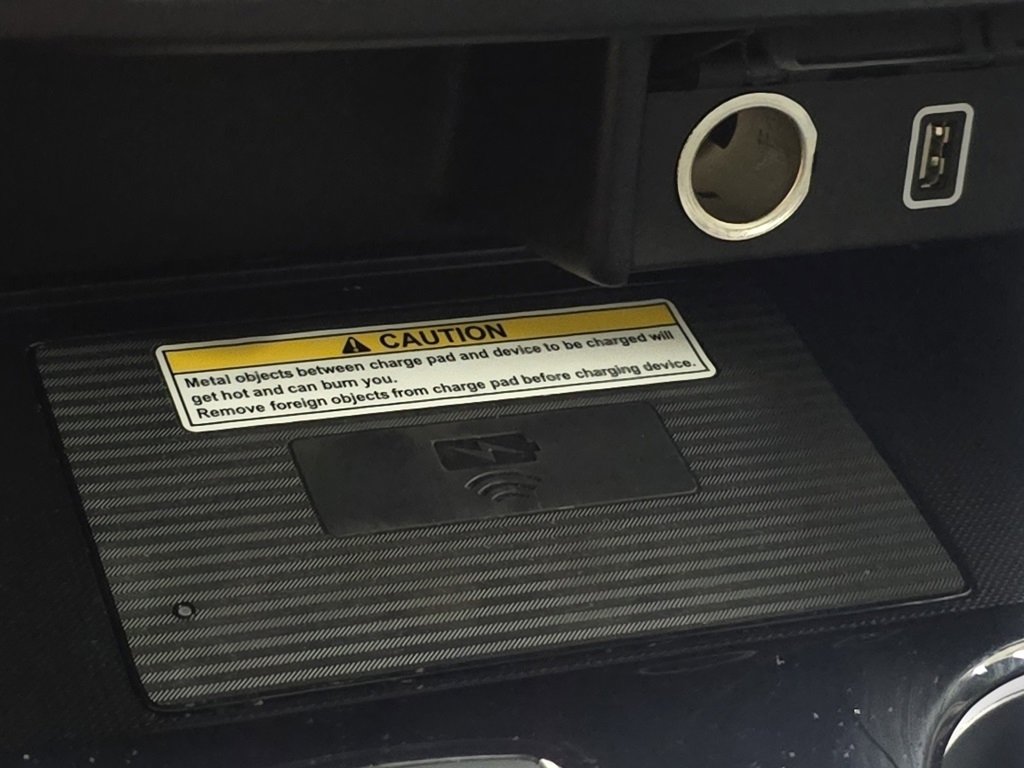 CAUTION
Metal objects between charge pad and device to be charged will
get hot and can burn you.
Remove foreign objects from charge pad before charging device.